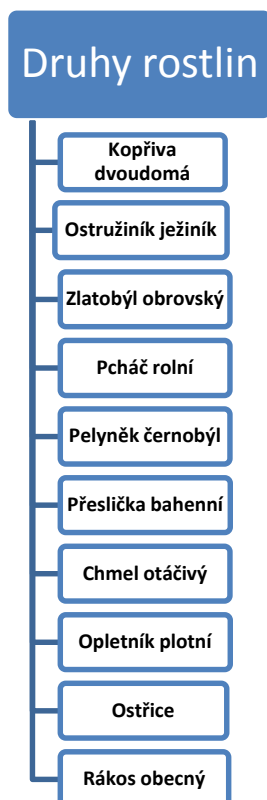 Druhy rostlin
Kopřiva
dvoudomá
Ostružiník ježiník
Zlatobýl obrovský
Pcháč rolní
Pelyněk černobýl
Přeslička bahenní
Chmel otáčivý
Opletník plotní
Ostřice
Rákos obecný